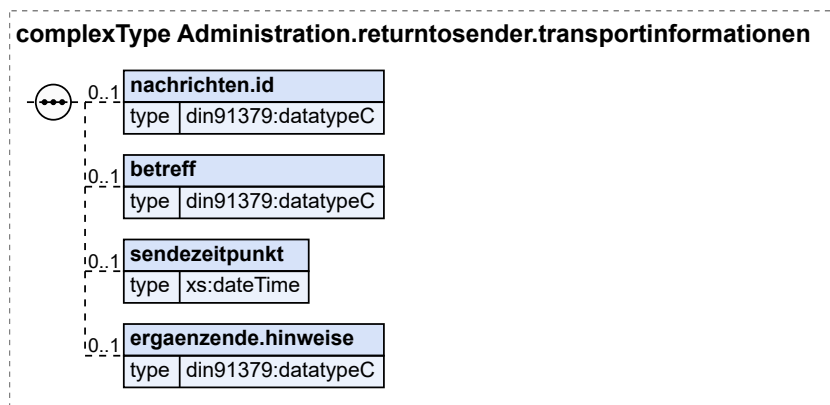 complexType Administration.returntosender.transportinformationen
0..1 nachrichten.id
type din91379:datatypeC
0..1 betreff
type din91379:datatypeC
0..1 sendezeitpunkt
type xs:dateTime
0..1 ergaenzende.hinweise
type din91379:datatypeC